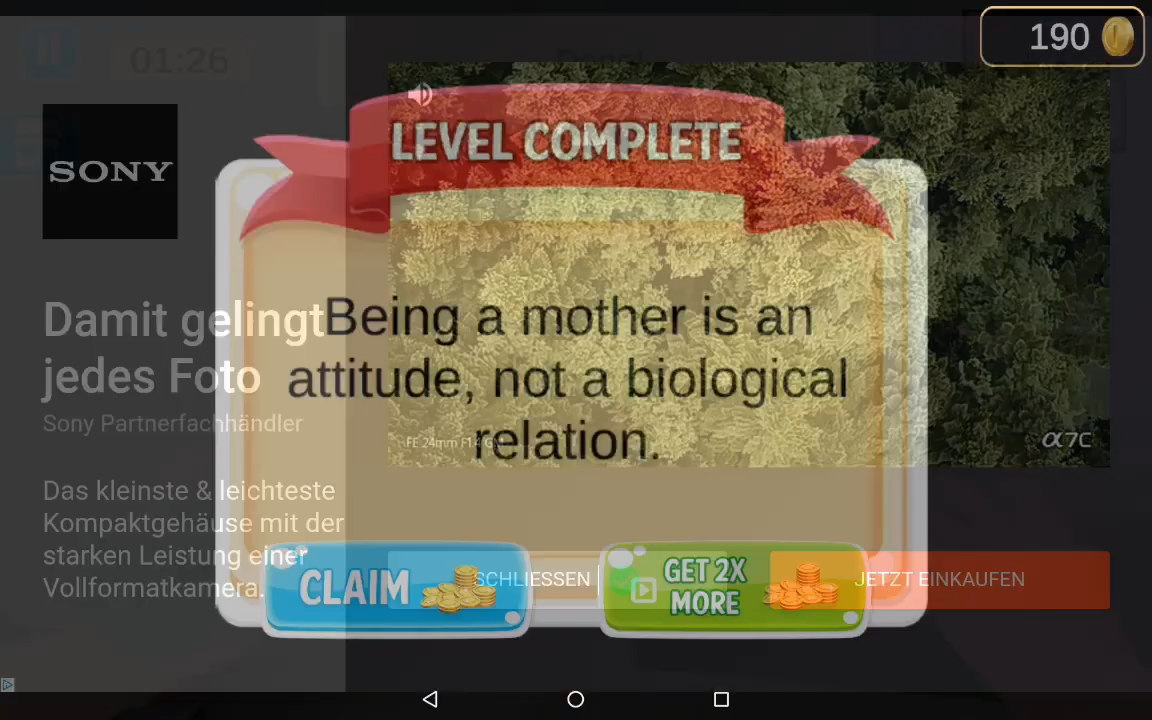 190
01:26
LEVEL COMPLETE
SONY
Damit gelingt
jedes Foto
Sony Partnerfachhändler
Das kleinste & leichteste
Kompaktgehäuse mit der
starken Leistung einer
Vollformatkamera.
Being a mother is an
attitude, not a biological
relation.
FE 24mm F1.4 GM
α7C
CLAIM
SCHLIESSEN
GET 2X
MORE
JETZT EINKAUFEN